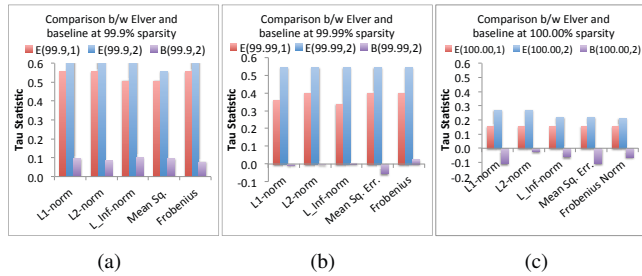 Comparison b/w Elver and
baseline at 99.9% sparsity
E(99.9,1) E(99.9,2) B(99.9,2)
Tau Statistic
0.6
0.5
0.4
0.3
0.2
0.1
0.0
L1-norm
L2-norm
L_Inf-norm
Mean Sq.
Frobenius
(a)
Comparison b/w Elver and
baseline at 99.99% sparsity
E(99.99,1) E(99.99,2) B(99.99,2)
Tau Statistic
0.6
0.5
0.4
0.3
0.2
0.1
0.0
-0.1
L1-norm
L2-norm
L_Inf-norm
Mean Sq. Err.
Frobenius
(b)
Comparison b/w Elver and
baseline at 100.00% sparsity
E(100.00,1) E(100.00,2) B(100.00,2)
Tau Statistic
0.6
0.5
0.4
0.3
0.2
0.1
0.0
-0.1
-0.2
L1-norm
L2-norm
L_Inf-norm
Mean Sq. Err.
Frobenius Norm
(c)